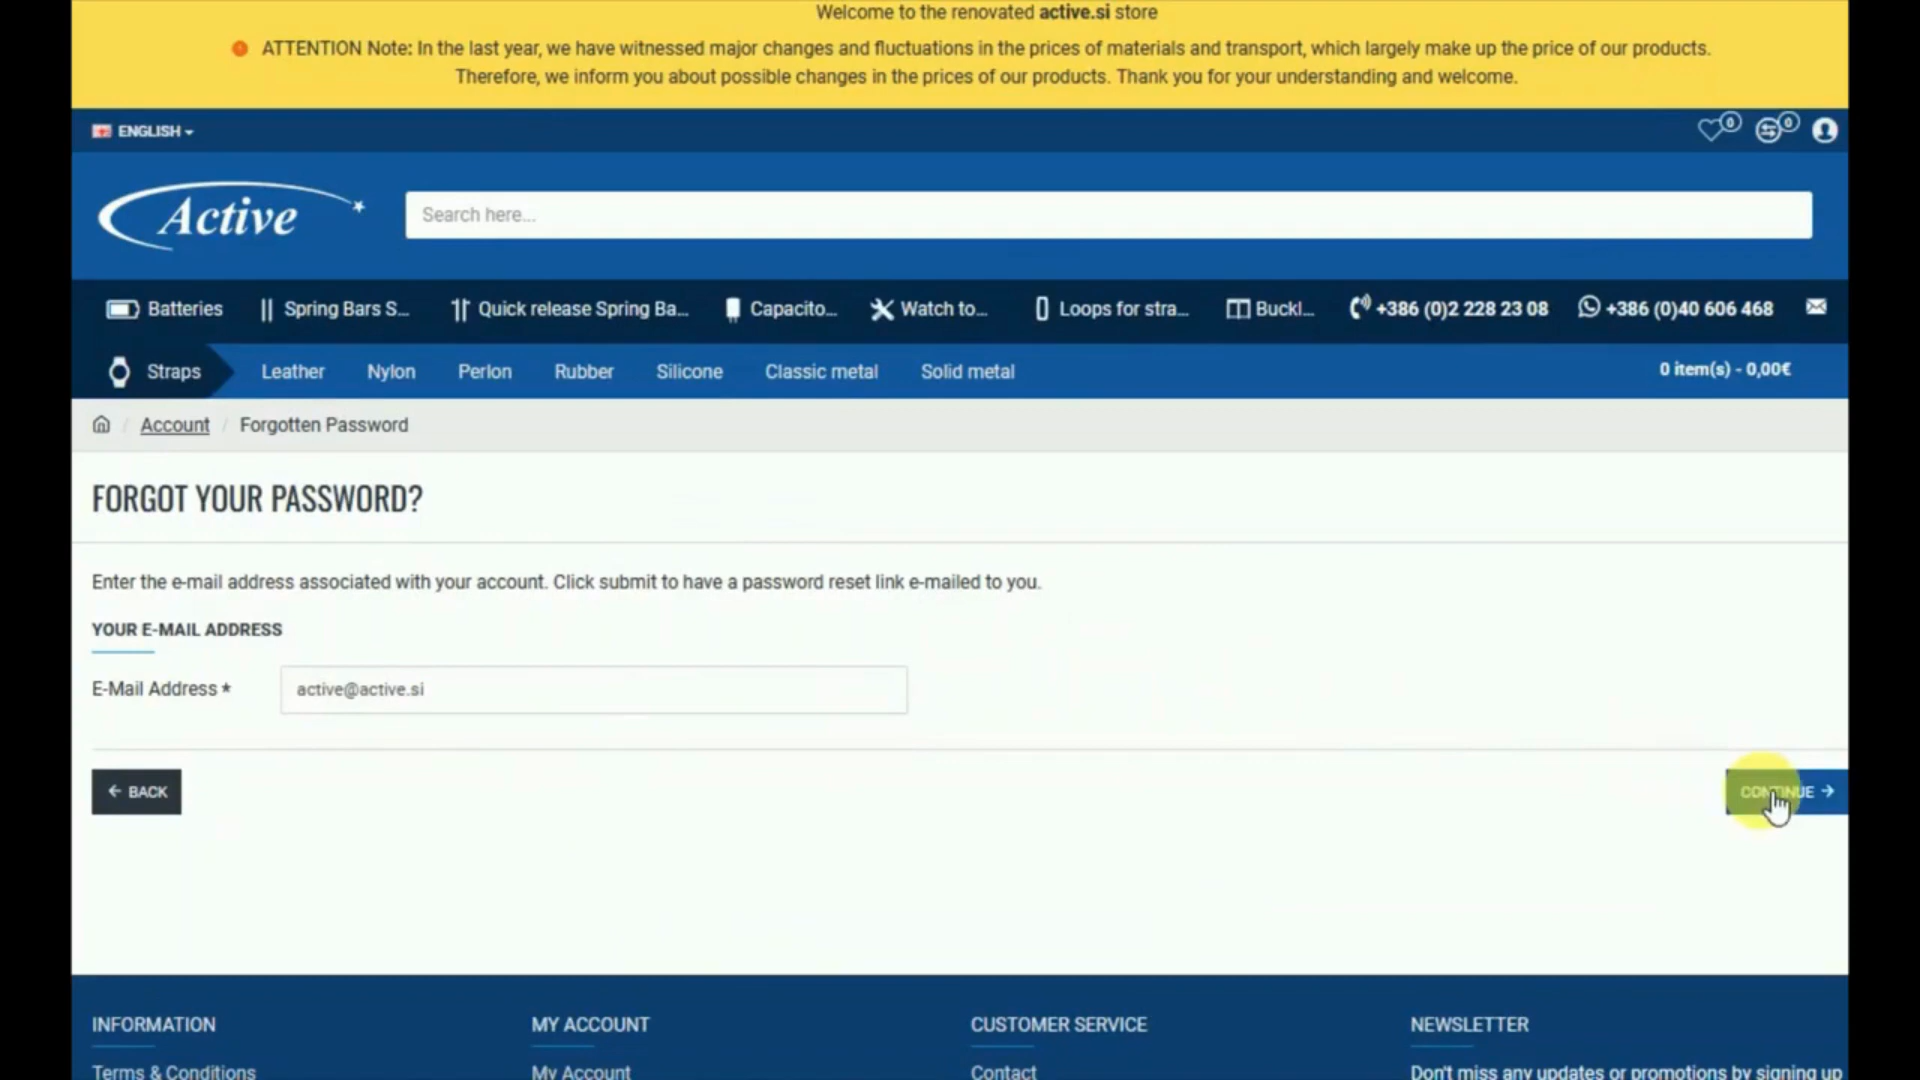 Welcome to the renovated active.si store
ATTENTION Note: In the last year, we have witnessed major changes and fluctuations in the prices of materials and transport, which largely make up the price of our products.
Therefore, we inform you about possible changes in the prices of our products. Thank you for your understanding and welcome.
ENGLISH
0
0
Active
Search here...
Batteries
Spring Bars S...
Quick release Spring Ba...
Capacito...
Watch to...
Loops for stra...
Buckl...
+386 (0)2 228 23 08
+386 (0)40 606 468
Straps
Leather
Nylon
Perlon
Rubber
Silicone
Classic metal
Solid metal
0 item(s) - 0,00€
/ Account / Forgotten Password
FORGOT YOUR PASSWORD?
Enter the e-mail address associated with your account. Click submit to have a password reset link e-mailed to you.
YOUR E-MAIL ADDRESS
E-Mail Address *
active@active.si
BACK
CONTINUE
INFORMATION
MY ACCOUNT
CUSTOMER SERVICE
NEWSLETTER
Terms & Conditions
My Account
Contact
Don't miss any updates or promotions by signing up